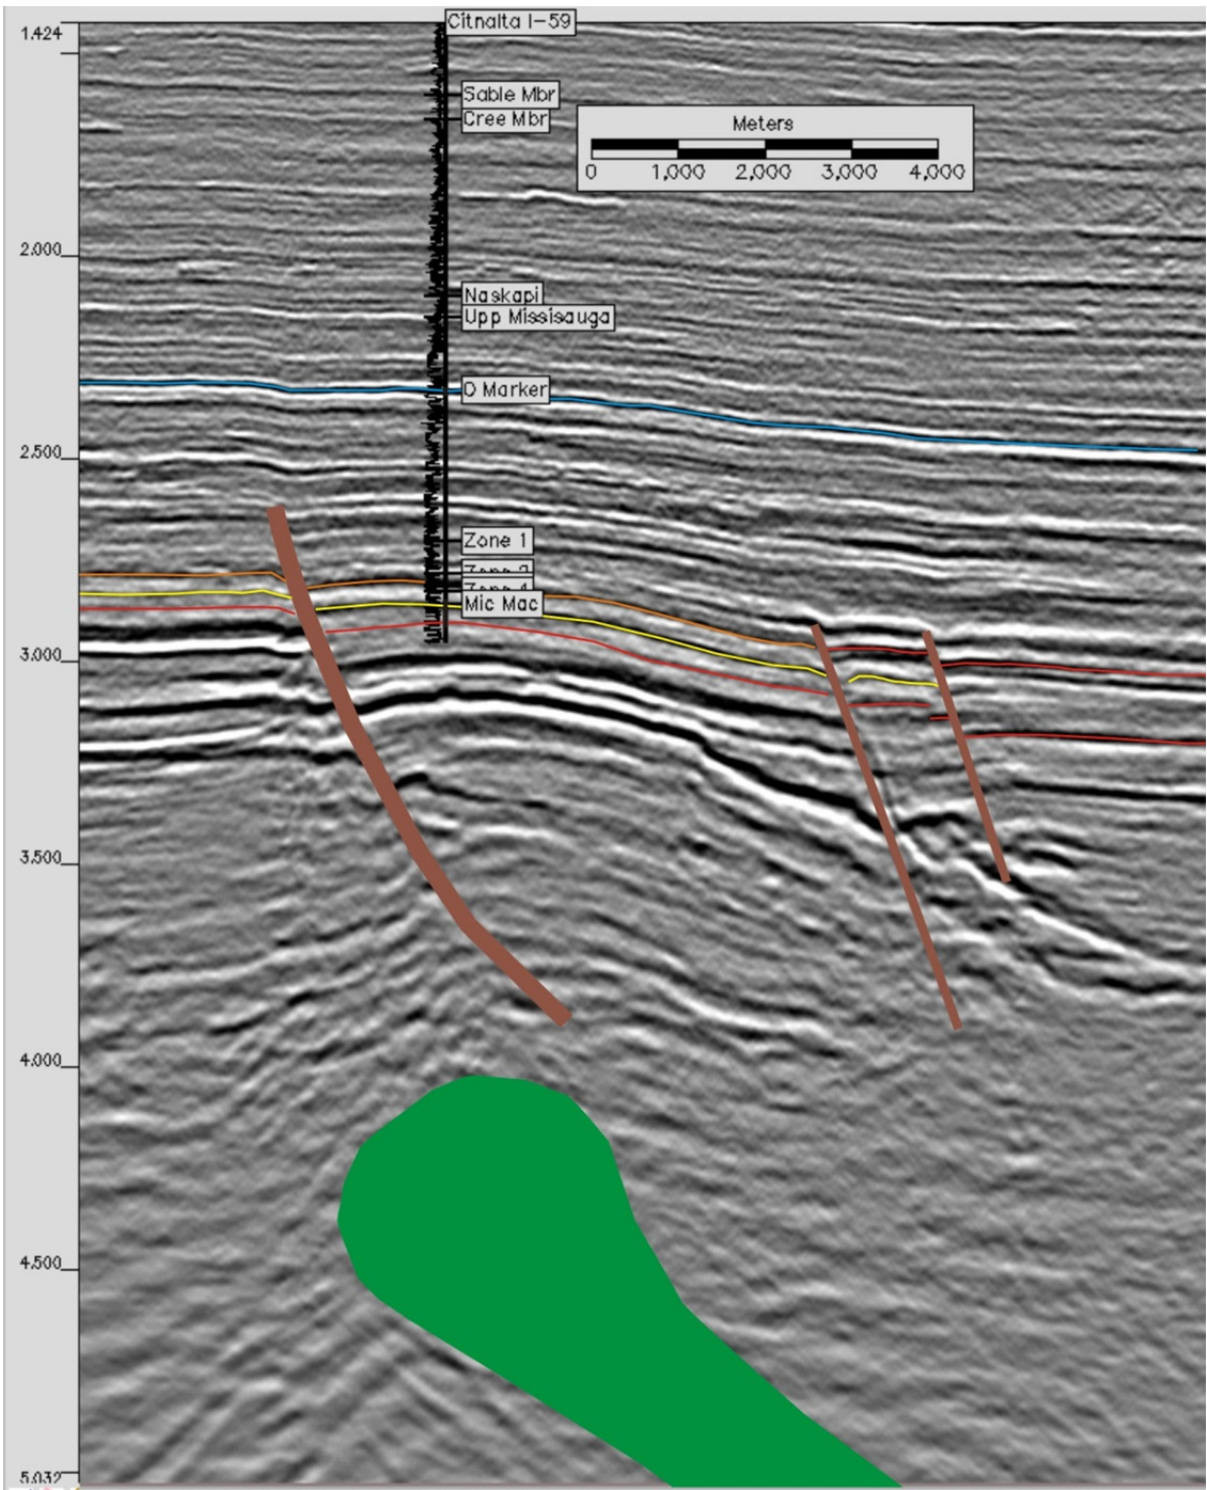 Citnalta I-59
1.424
Sable Mbr
Cree Mbr
Meters
0 1,000 2,000 3,000 4,000
2.000
Naskapi
Upp Missisauga
O Marker
2.500
Zone 1
Mic Mac
3.000
3.500
4.000
4.500
5.032